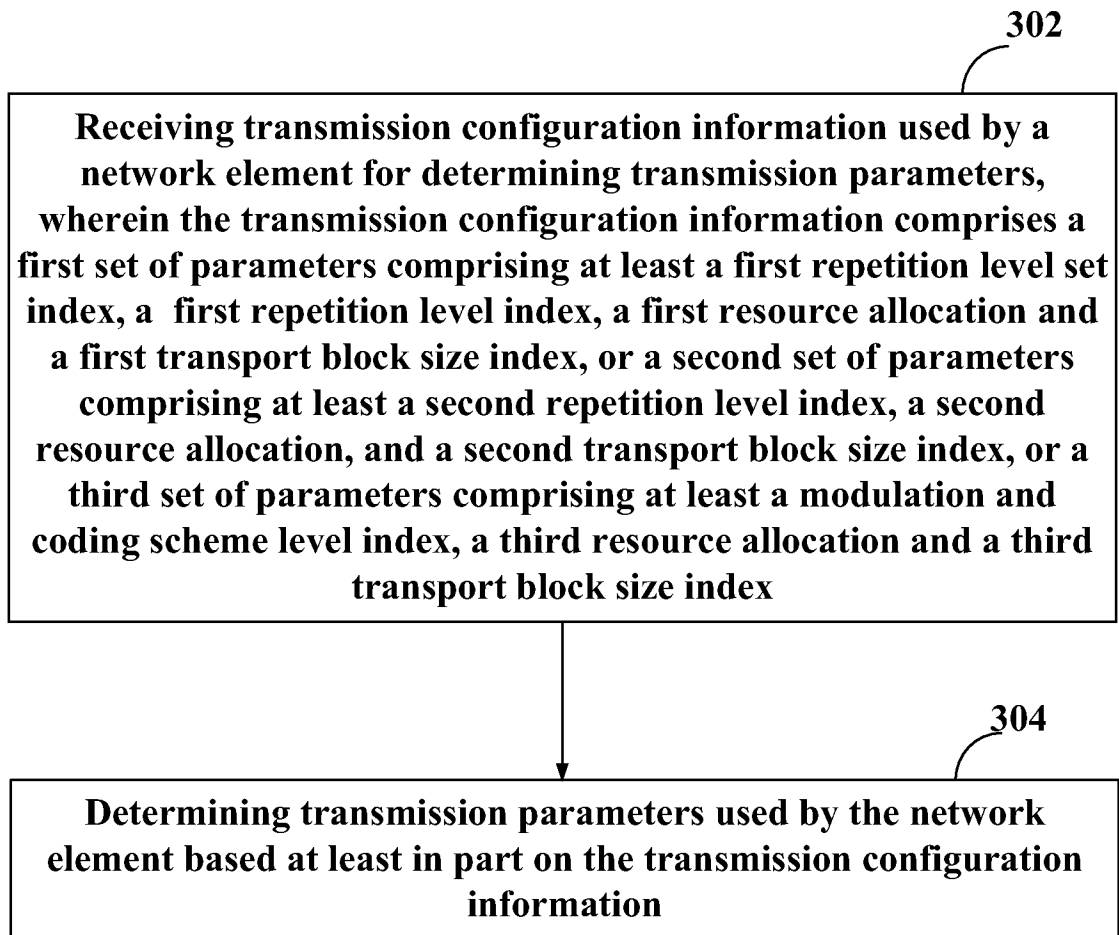 302
Receiving transmission configuration information used by a
network element for determining transmission parameters,
wherein the transmission configuration information comprises a
first set of parameters comprising at least a first repetition level set
index, a first repetition level index, a first resource allocation and
a first transport block size index, or a second set of parameters
comprising at least a second repetition level index, a second
resource allocation, and a second transport block size index, or a
third set of parameters comprising at least a modulation and
coding scheme level index, a third resource allocation and a third
transport block size index
304
Determining transmission parameters used by the network
element based at least in part on the transmission configuration
information